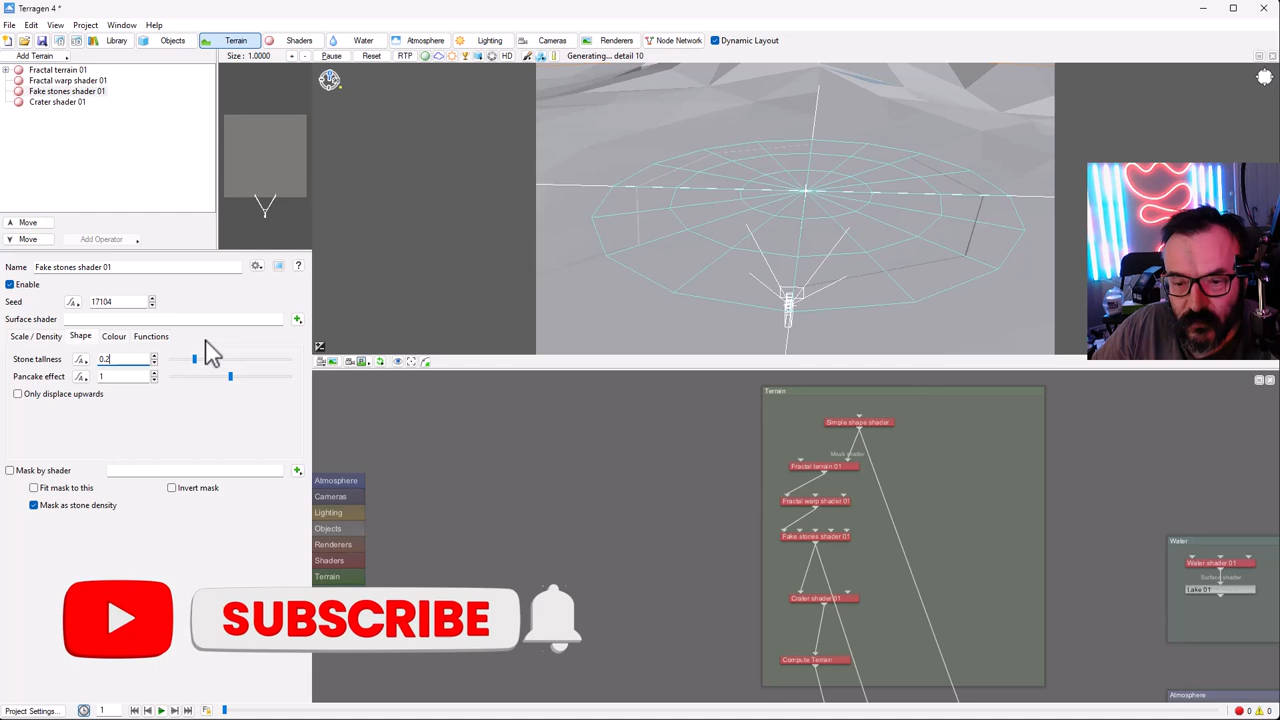 Terragen 4 *
File Edit View Project Window Help
Library Objects Terrain Shaders Water Atmosphere Lighting Cameras Renderers Node Network Dynamic Layout
Add Terrain Size : 1.0000 + - Pause Reset RTP HD Generating... detail 10
Fractal terrain 01
Fractal warp shader 01
Fake stones shader 01
Crater shader 01
Move
Move Add Operator
Name Fake stones shader 01 ?
Enable
Seed 17104
Surface shader
Scale / Density Shape Colour Functions
Stone tallness 0.2
Pancake effect 1
Only displace upwards
Mask by shader
Fit mask to this Invert mask
Mask as stone density
Terrain
Simple shape shader...
Mask shader
Fractal terrain 01
Fractal warp shader 01
Fake stones shader 01
Crater shader 01
Compute Terrain
Water
Water shader 01
Surface shader
Lake 01
Atmosphere
Atmosphere
Cameras
Lighting
Objects
Renderers
Shaders
Terrain
SUBSCRIBE
Project Settings... 1 0 0